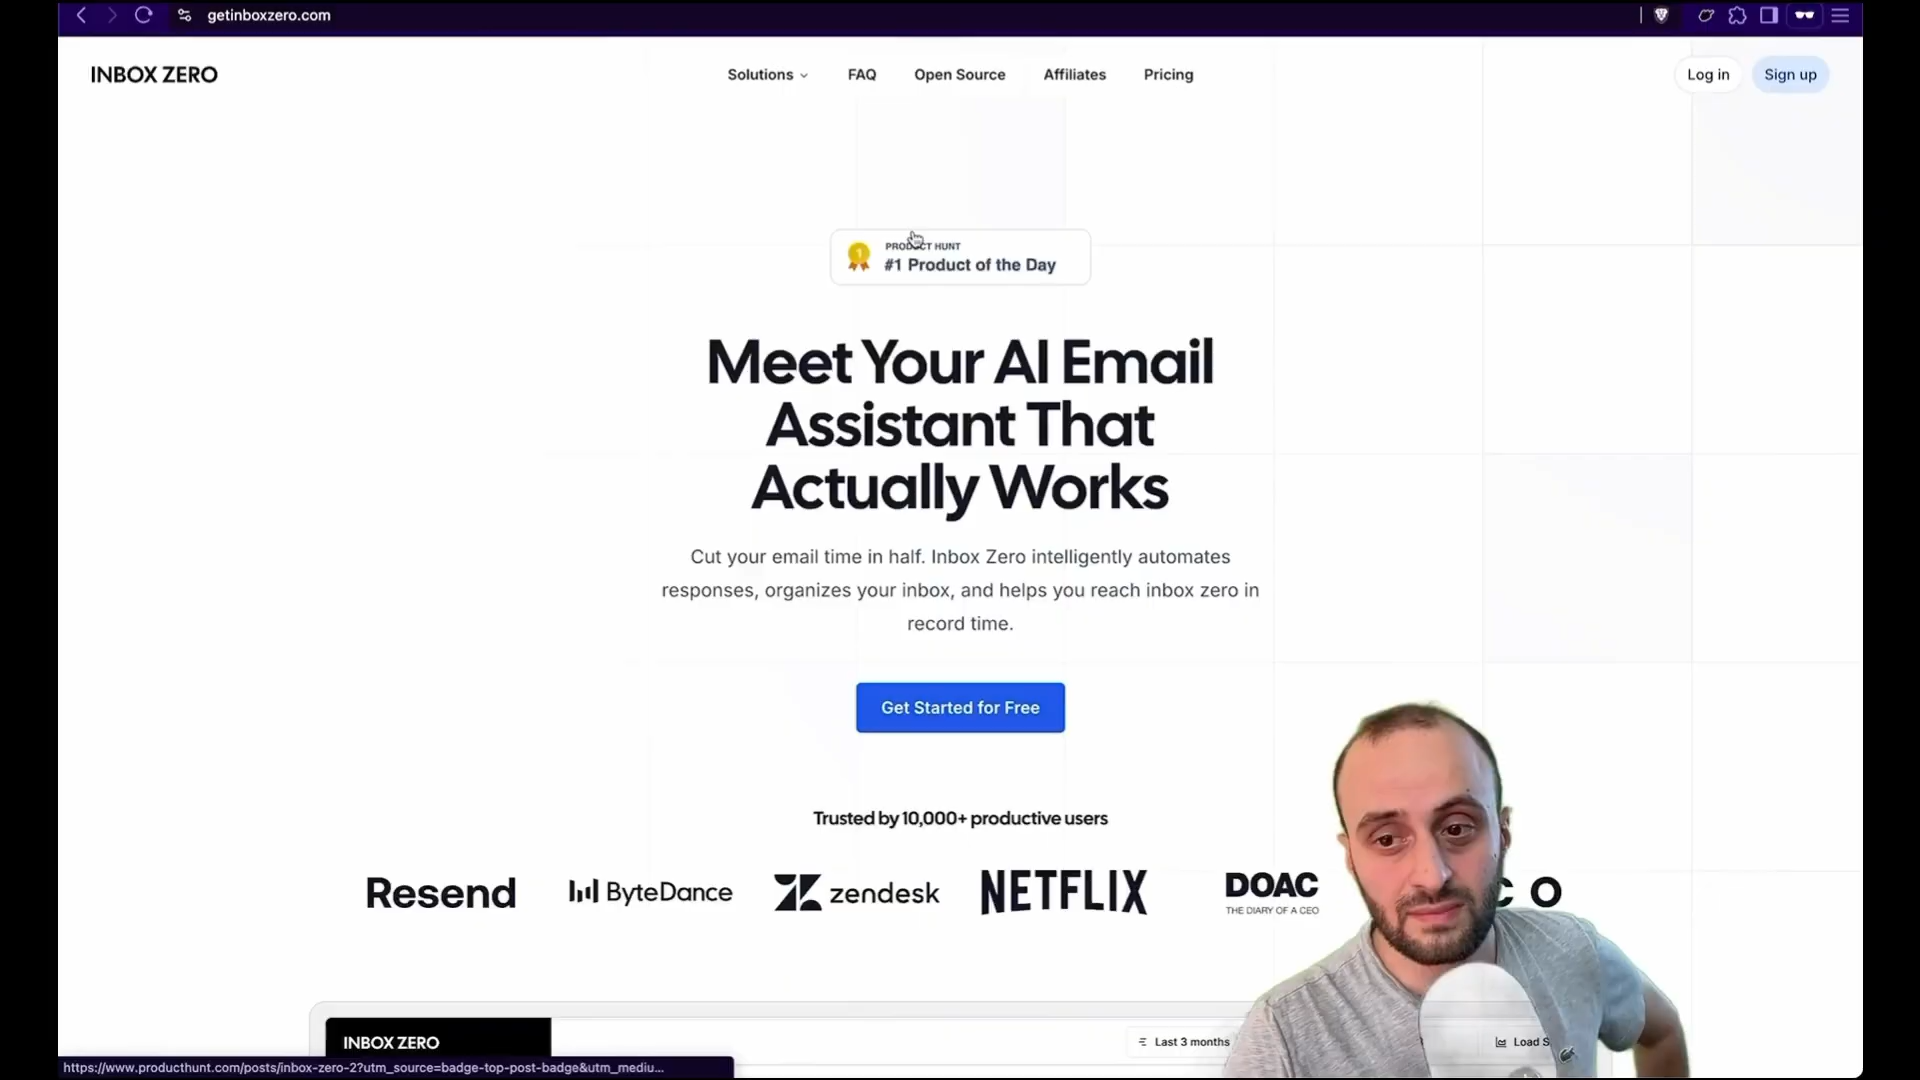 getinboxzero.com
INBOX ZERO
Solutions
FAQ
Open Source
Affiliates
Pricing
Log in
Sign up
1
PRODUCT HUNT
#1 Product of the Day
Meet Your AI Email
Assistant That
Actually Works
Cut your email time in half. Inbox Zero intelligently automates
responses, organizes your inbox, and helps you reach inbox zero in
record time.
Get Started for Free
Trusted by 10,000+ productive users
Resend
ByteDance
zendesk
NETFLIX
DOAC
THE DIARY OF A CEO
CO
INBOX ZERO
Last 3 months
Load S
https://www.producthunt.com/posts/inbox-zero-2?utm_source=badge-top-post-badge&utm_mediu...